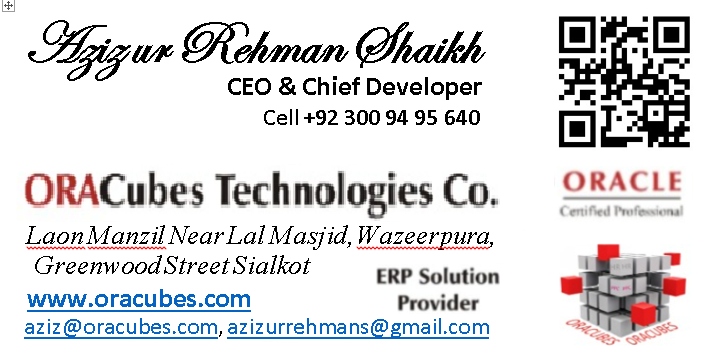 Aziz ur Rehman Shaikh
CEO & Chief Developer
Cell +92 300 94 95 640
ORACubes Technologies Co.
Laon Manzil Near Lal Masjid, Wazeerpura,
Greenwood Street Sialkot
ERP Solution
Provider
www.oracubes.com
aziz@oracubes.com, azizurrehmans@gmail.com
ORACLE
Certified Professional
ORACUBES
ORACUBES